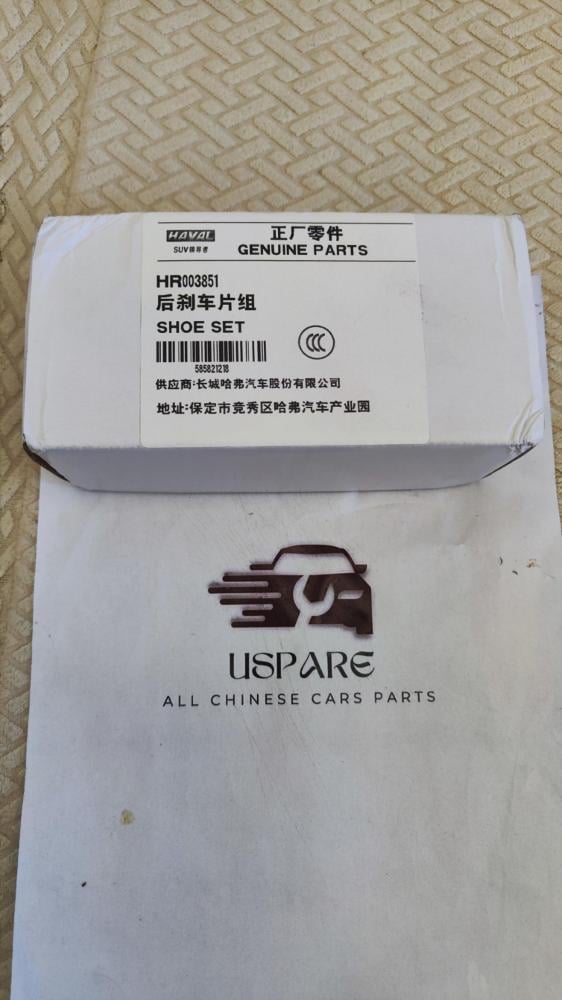 HAVAL
SUV领导者
正厂零件
GENUINE PARTS
HR003851
后刹车片组
SHOE SET
585821218
供应商:长城哈弗汽车股份有限公司
地址:保定市竞秀区哈弗汽车产业园
USPARE
ALL CHINESE CARS PARTS